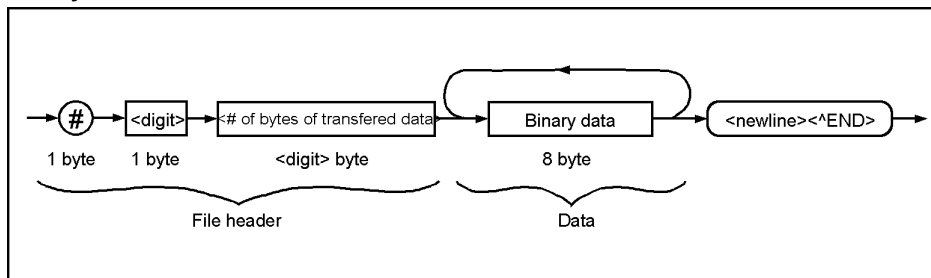 #
<digit>
<# of bytes of transfered data>
Binary data
<newline><^END>
1 byte
1 byte
<digit> byte
8 byte
File header
Data